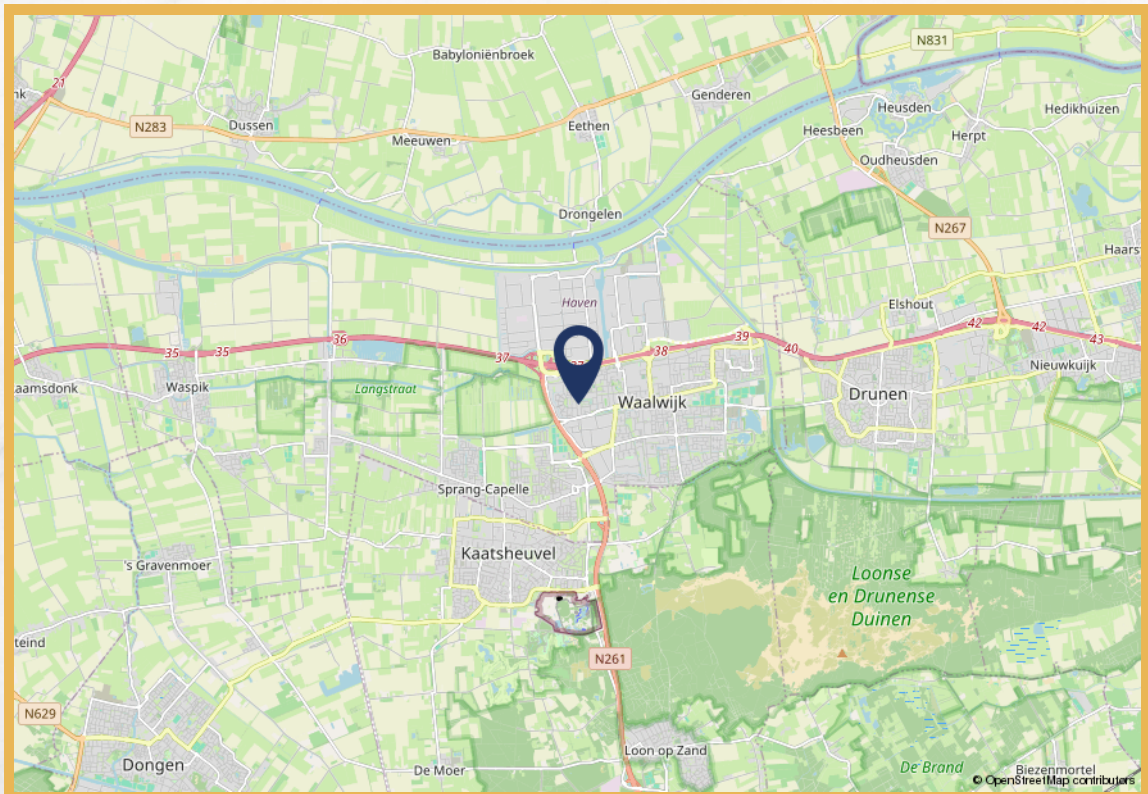 N831
Babyloniënbroek
21
nk
Genderen
Heusden
Hedikhuizen
N283
Dussen
Eethen
Meeuwen
Heesbeen
Herpt
Oudheusden
Drongelen
N267
Haars
Haven
Elshout
35
35
36
37
37
38
39
40
42
42
43
aamsdonk
Waspik
Langstraat
Waalwijk
Drunen
Nieuwkuijk
Sprang-Capelle
Kaatsheuvel
's Gravenmoer
Loonse
en Drunense
Duinen
teind
N261
N629
Dongen
De Moer
Loon op Zand
De Brand
Biezenmortel
© OpenStreetMap contributors